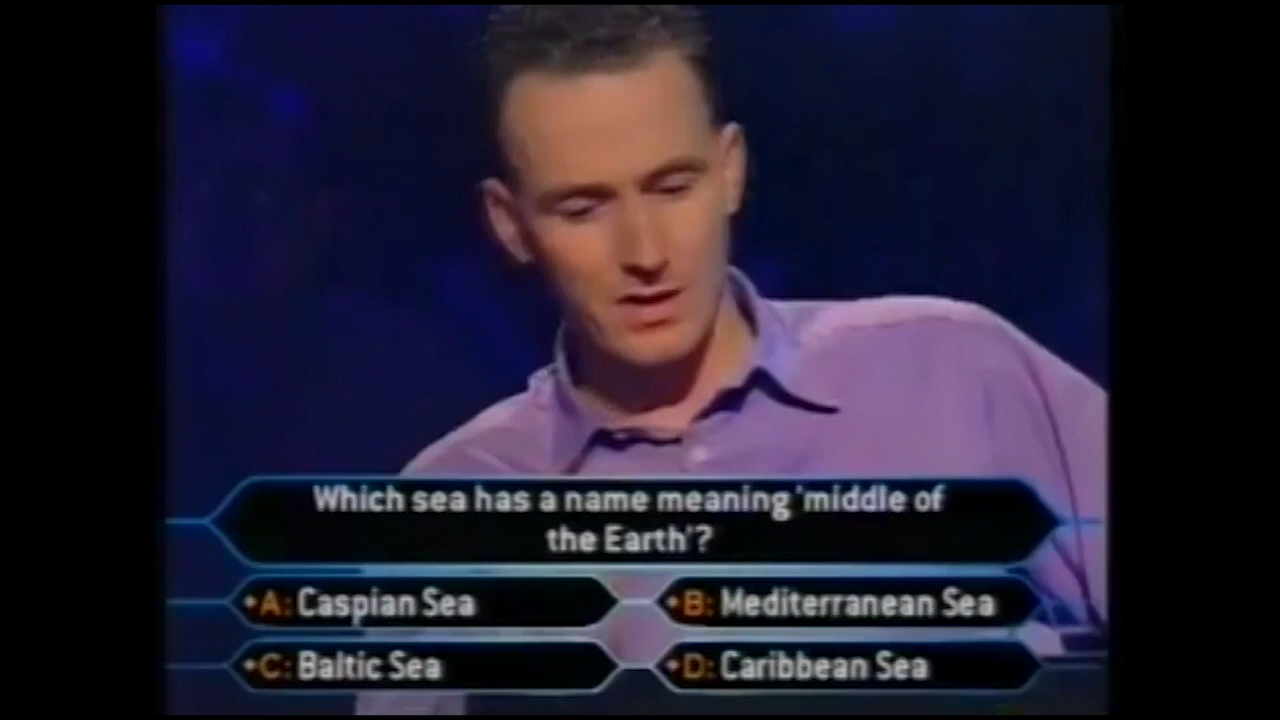 Which sea has a name meaning 'middle of
the Earth'?
A: Caspian Sea
B: Mediterranean Sea
C: Baltic Sea
D: Caribbean Sea